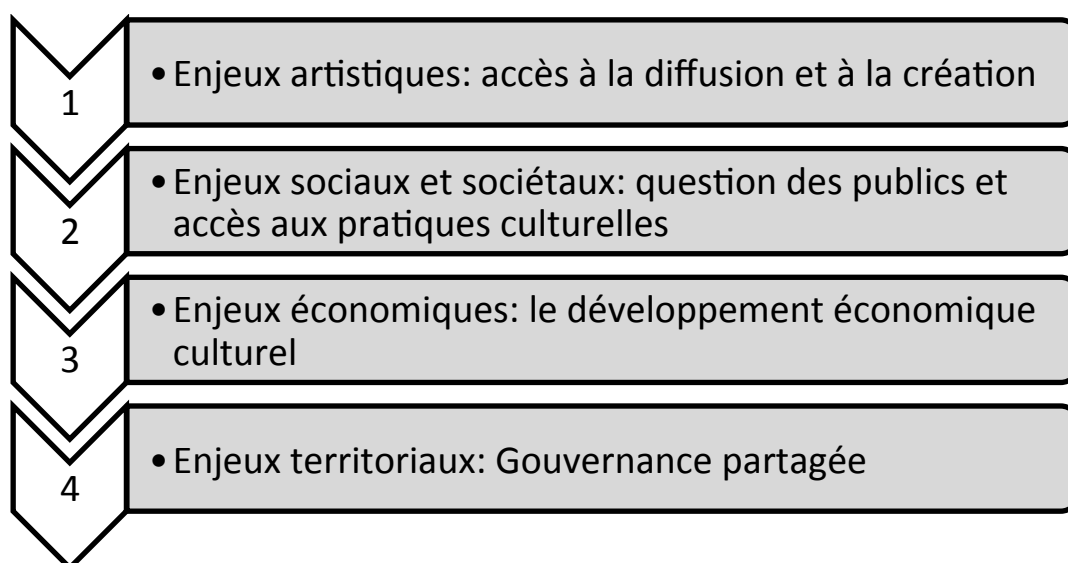 1
• Enjeux artistiques: accès à la diffusion et à la création
2
• Enjeux sociaux et sociétaux: question des publics et
accès aux pratiques culturelles
3
• Enjeux économiques: le développement économique
culturel
4
• Enjeux territoriaux: Gouvernance partagée